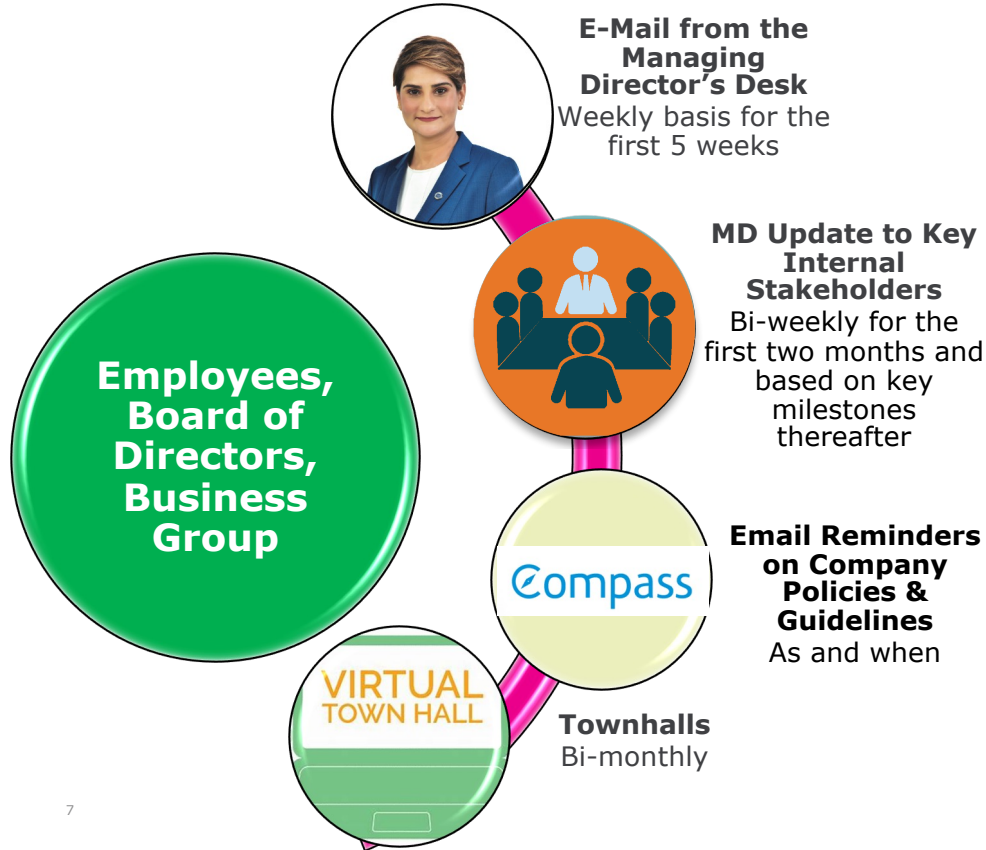 E-Mail from the
Managing
Director’s Desk
Weekly basis for the
first 5 weeks
MD Update to Key
Internal
Stakeholders
Bi-weekly for the
first two months and
based on key
milestones
thereafter
Employees,
Board of
Directors,
Business
Group
Compass
Email Reminders
on Company
Policies &
Guidelines
As and when
VIRTUAL
TOWN HALL
Townhalls
Bi-monthly
7